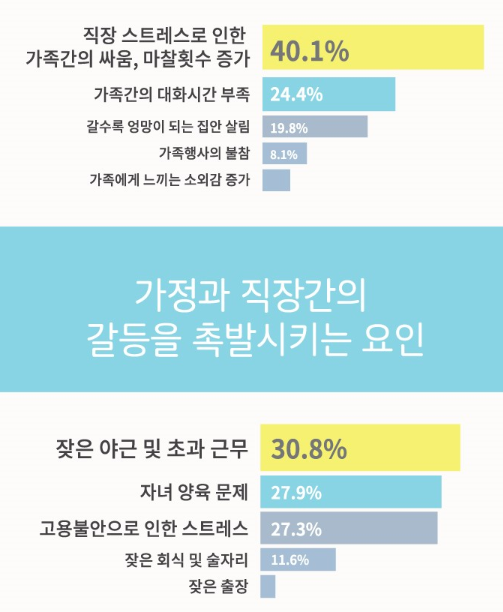 직장 스트레스로 인한
가족간의 싸움, 마찰횟수 증가
40.1%
가족간의 대화시간 부족
24.4%
갈수록 엉망이 되는 집안 살림
19.8%
가족행사의 불참
8.1%
가족에게 느끼는 소외감 증가
가정과 직장간의
갈등을 촉발시키는 요인
잦은 야근 및 초과 근무
30.8%
자녀 양육 문제
27.9%
고용불안으로 인한 스트레스
27.3%
잦은 회식 및 술자리
11.6%
잦은 출장